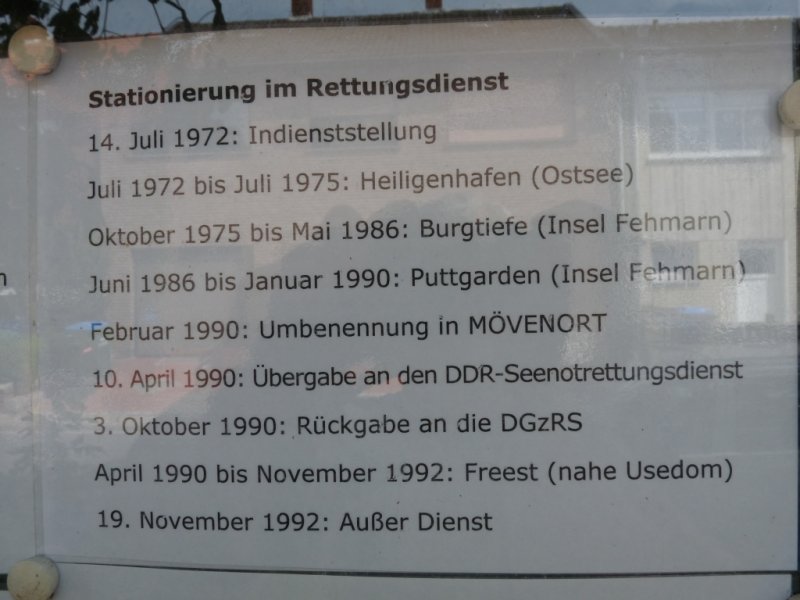 Stationierung im Rettungsdienst
14. Juli 1972: Indienststellung
Juli 1972 bis Juli 1975: Heiligenhafen (Ostsee)
Oktober 1975 bis Mai 1986: Burgtiefe (Insel Fehmarn)
Juni 1986 bis Januar 1990: Puttgarden (Insel Fehmarn)
Februar 1990: Umbenennung in MÖVENORT
10. April 1990: Übergabe an den DDR-Seenotrettungsdienst
3. Oktober 1990: Rückgabe an die DGzRS
April 1990 bis November 1992: Freest (nahe Usedom)
19. November 1992: Außer Dienst